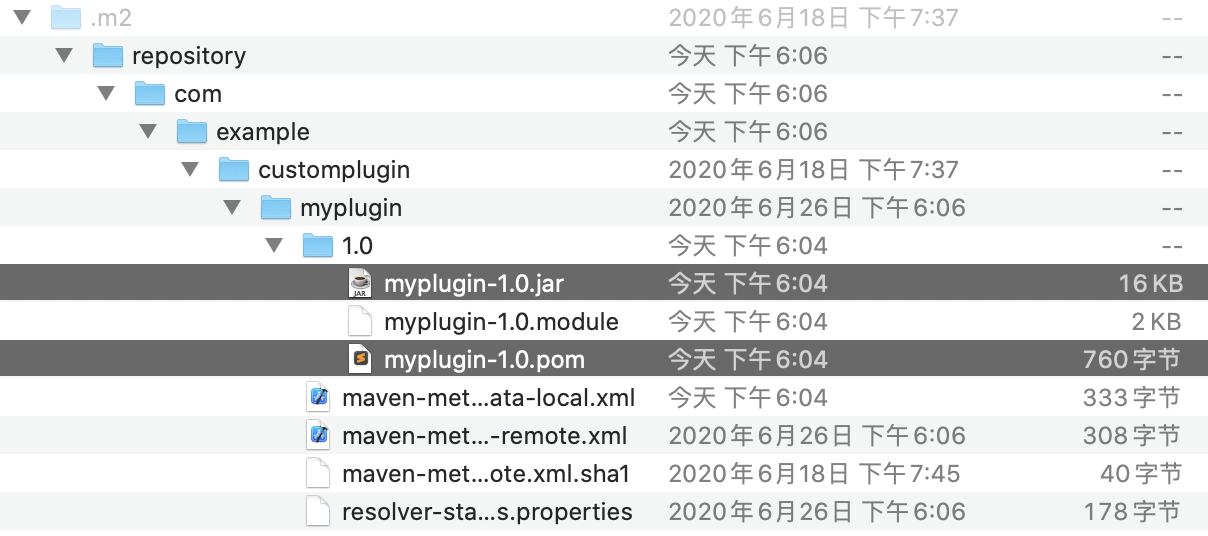 .m2 2020年6月18日 下午7:37 --
repository 今天 下午6:06 --
com 今天 下午6:06 --
example 今天 下午6:06 --
customplugin 2020年6月18日 下午7:37 --
myplugin 2020年6月26日 下午6:06 --
1.0 今天 下午6:04 --
JAR myplugin-1.0.jar 今天 下午6:04 16 KB
myplugin-1.0.module 今天 下午6:04 2 KB
myplugin-1.0.pom 今天 下午6:04 760 字节
maven-met...ata-local.xml 今天 下午6:04 333 字节
maven-met...-remote.xml 2020年6月26日 下午6:06 308 字节
maven-met...ote.xml.sha1 2020年6月18日 下午7:45 40 字节
resolver-sta...s.properties 2020年6月26日 下午6:06 178 字节